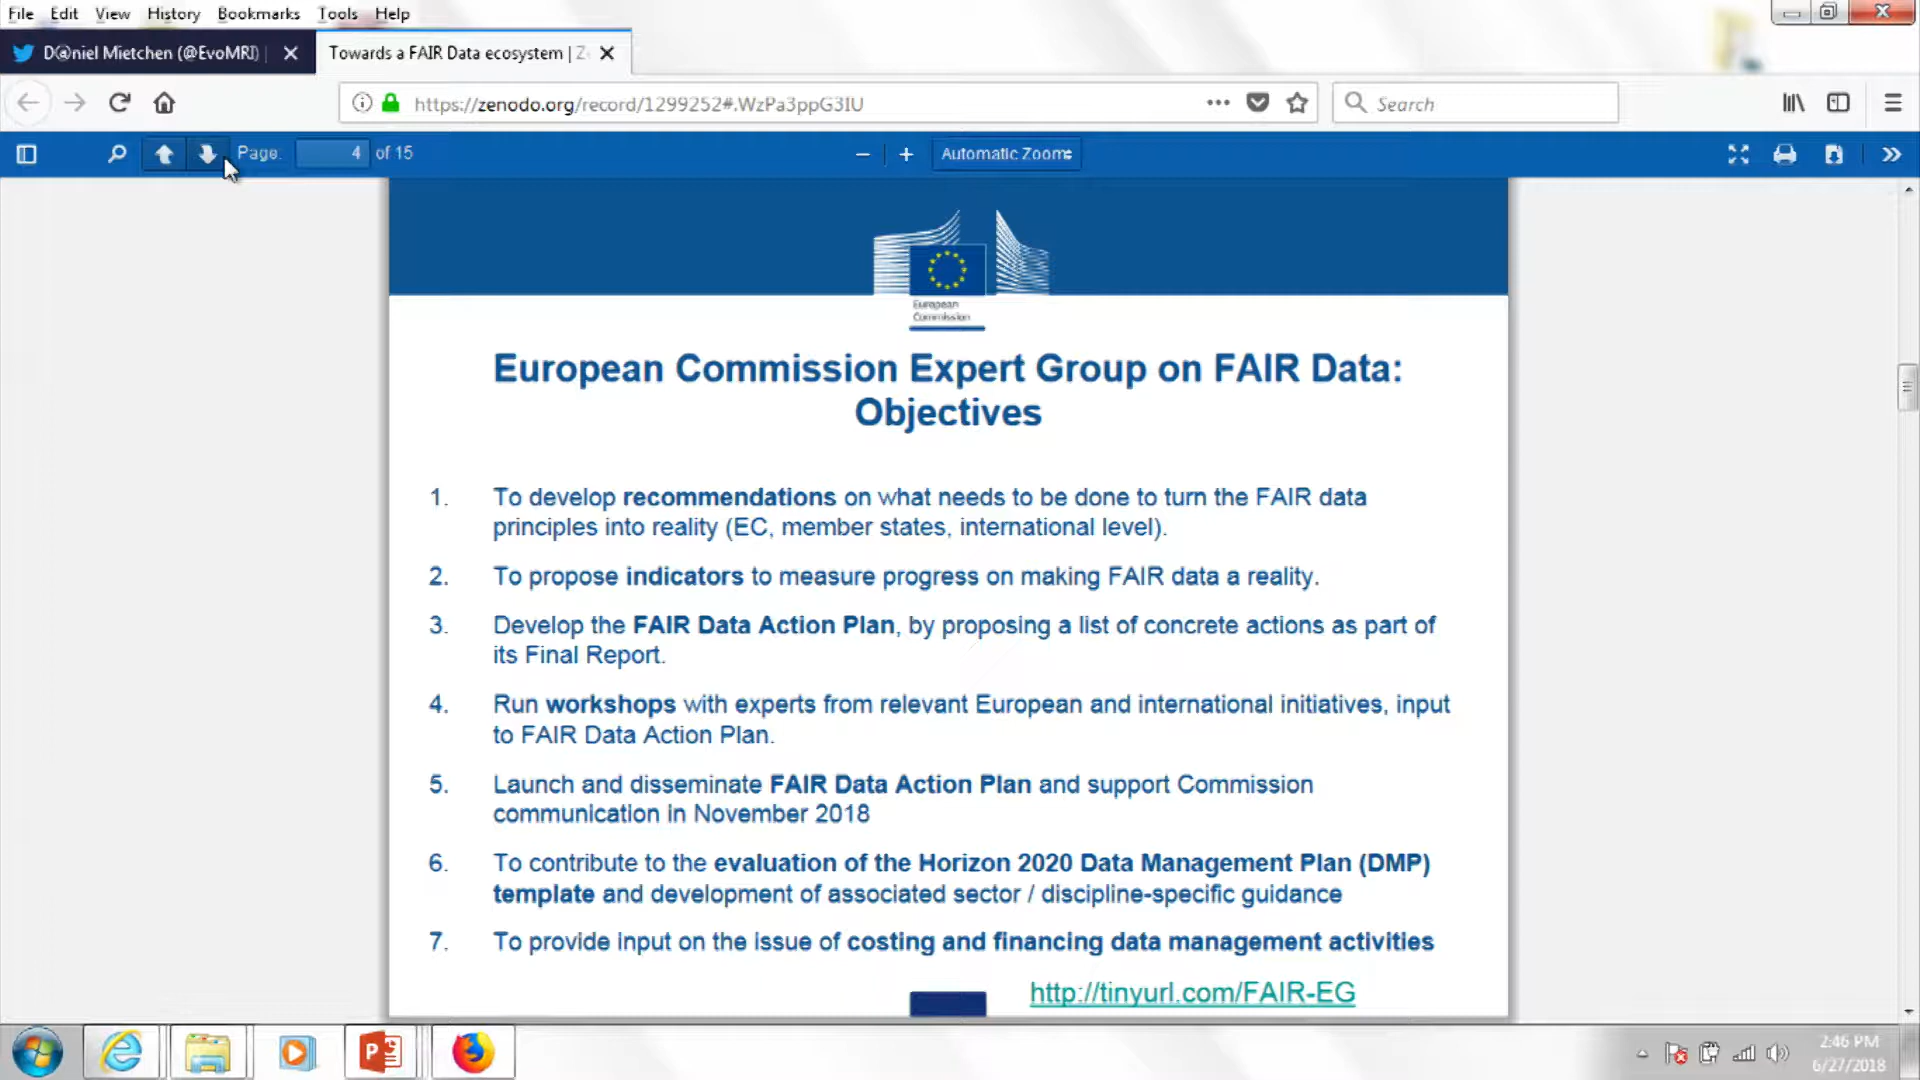 File Edit View History Bookmarks Tools Help
D@niel Mietchen (@EvoMRI) |
Towards a FAIR Data ecosystem | Z
https://zenodo.org/record/1299252#.WzPa3ppG3IU
Search
Page: 4 of 15
Automatic Zoom
European
Commission
European Commission Expert Group on FAIR Data:
Objectives
1. To develop recommendations on what needs to be done to turn the FAIR data
principles into reality (EC, member states, international level).
2. To propose indicators to measure progress on making FAIR data a reality.
3. Develop the FAIR Data Action Plan, by proposing a list of concrete actions as part of
its Final Report.
4. Run workshops with experts from relevant European and international initiatives, input
to FAIR Data Action Plan.
5. Launch and disseminate FAIR Data Action Plan and support Commission
communication in November 2018
6. To contribute to the evaluation of the Horizon 2020 Data Management Plan (DMP)
template and development of associated sector / discipline-specific guidance
7. To provide input on the issue of costing and financing data management activities
http://tinyurl.com/FAIR-EG
2:46 PM
6/27/2018